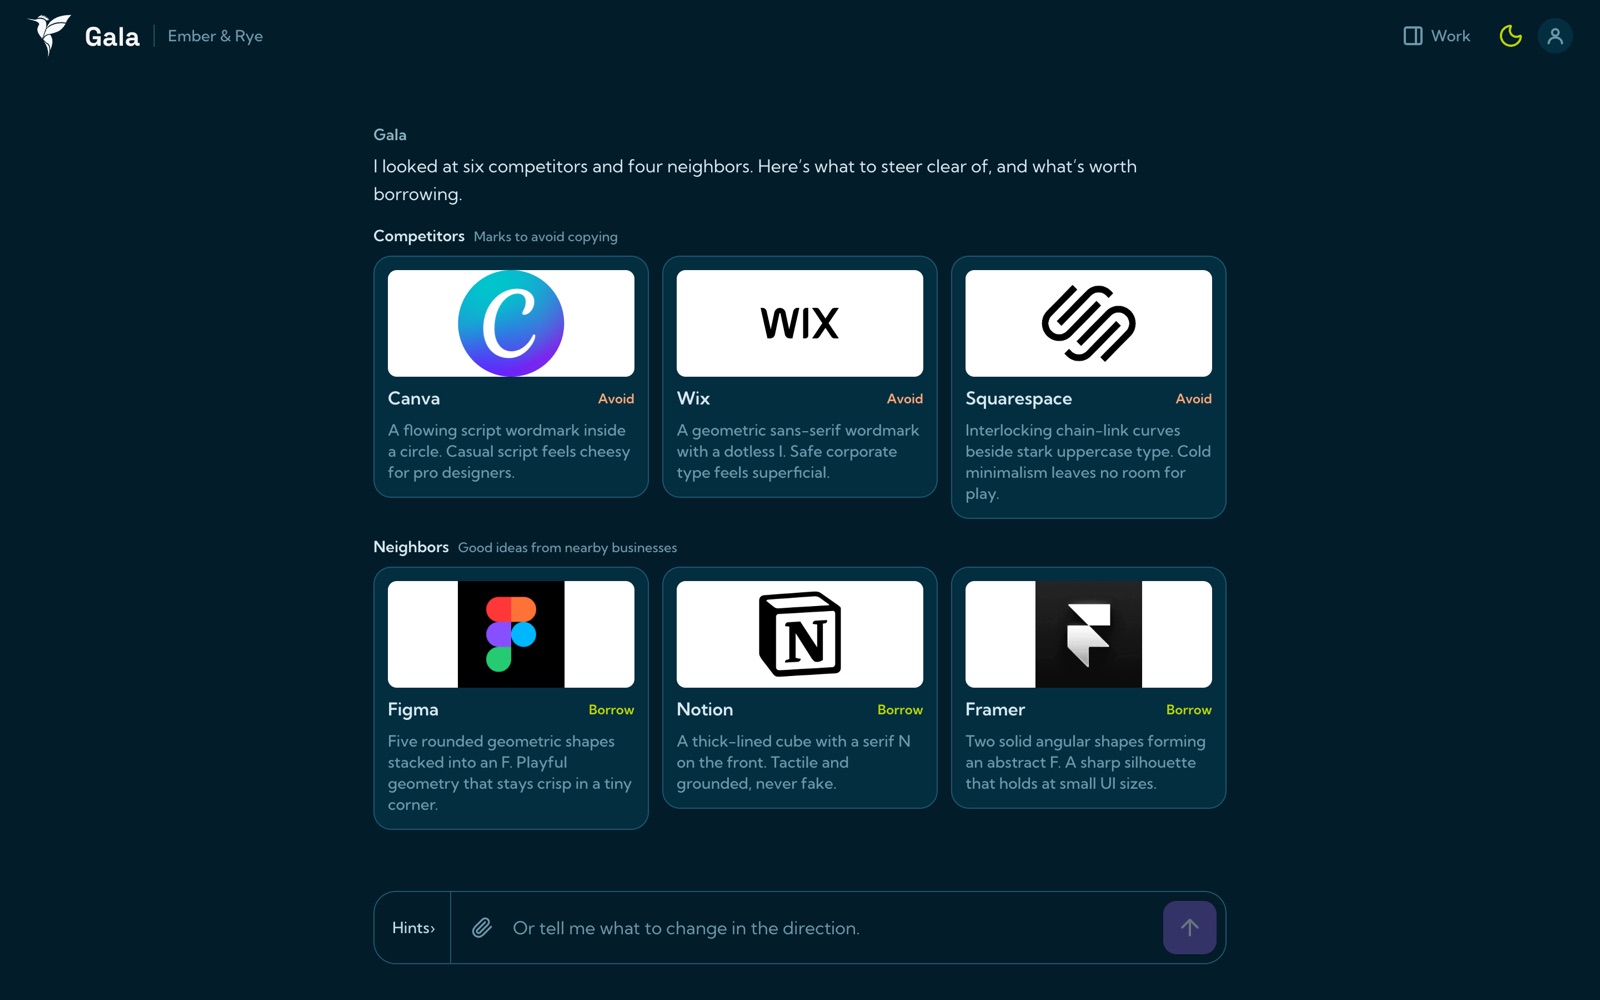 Gala
Ember & Rye
Work
Gala
I looked at six competitors and four neighbors. Here's what to steer clear of, and what's worth
borrowing.
Competitors Marks to avoid copying
C
WIX
Canva Avoid
A flowing script wordmark inside
a circle. Casual script feels cheesy
for pro designers.
Wix Avoid
A geometric sans-serif wordmark
with a dotless I. Safe corporate
type feels superficial.
Squarespace Avoid
Interlocking chain-link curves
beside stark uppercase type. Cold
minimalism leaves no room for
play.
Neighbors Good ideas from nearby businesses
N
Figma Borrow
Five rounded geometric shapes
stacked into an F. Playful
geometry that stays crisp in a tiny
corner.
Notion Borrow
A thick-lined cube with a serif N
on the front. Tactile and
grounded, never fake.
Framer Borrow
Two solid angular shapes forming
an abstract F. A sharp silhouette
that holds at small UI sizes.
Hints›
Or tell me what to change in the direction.